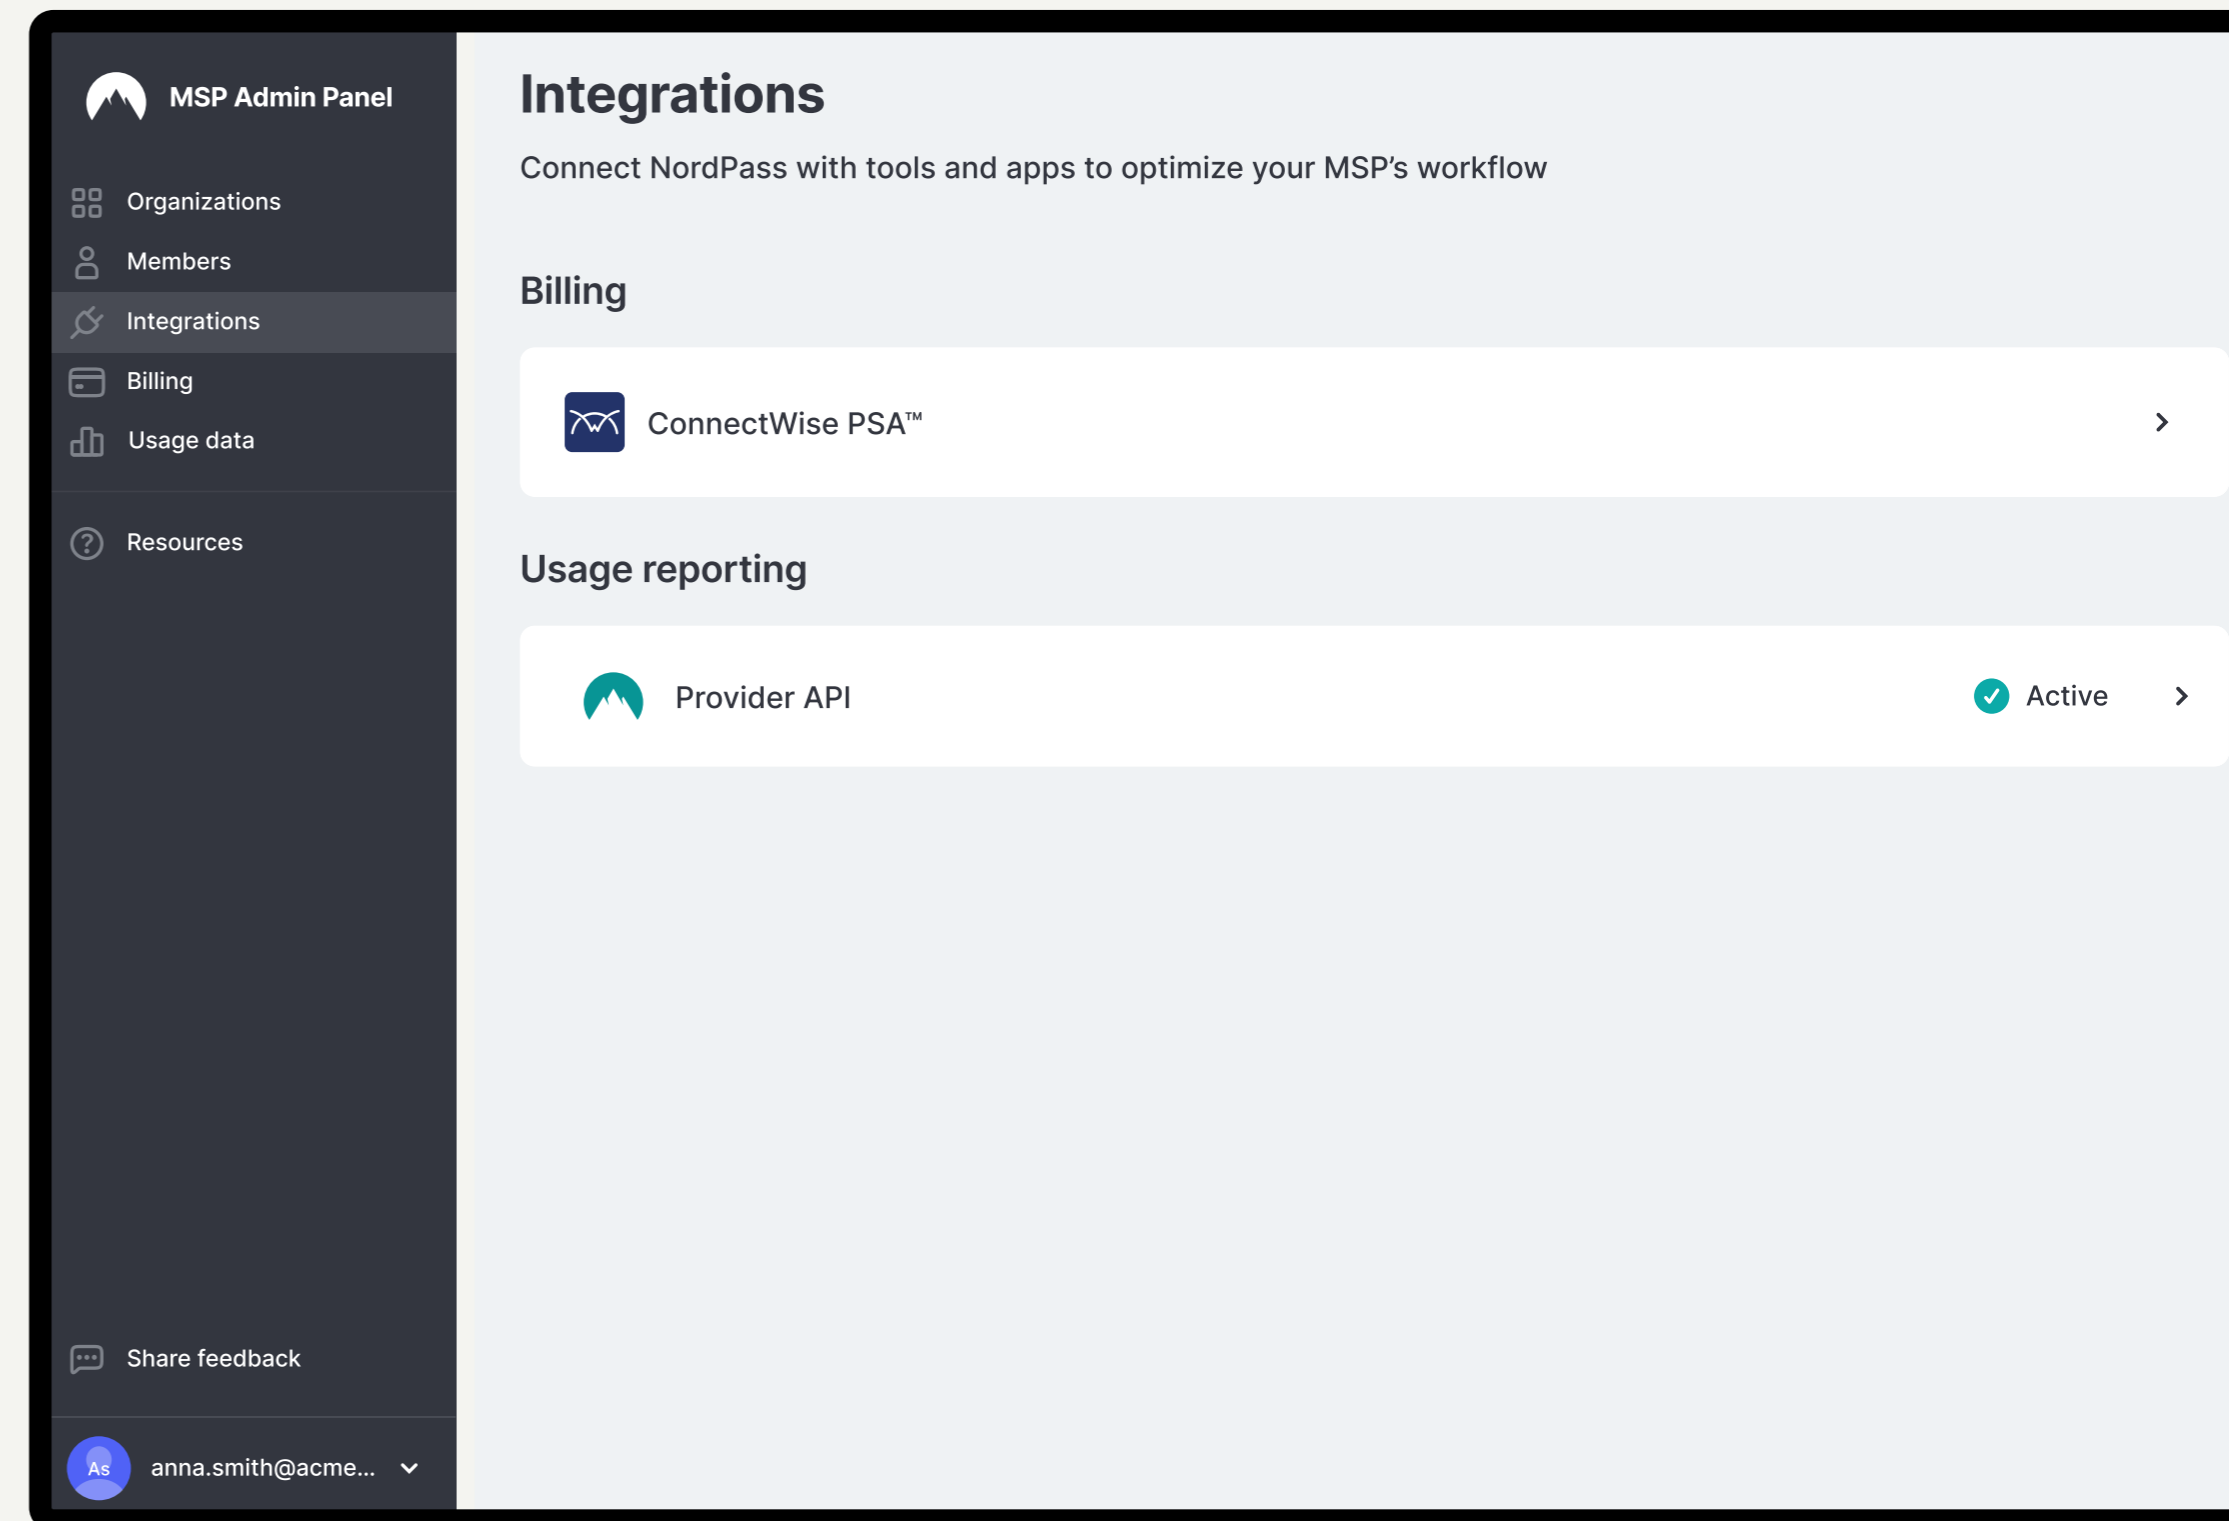 MSP Admin Panel
Organizations
Members
Integrations
Billing
Usage data
Resources
Share feedback
As
anna.smith@acme...
Integrations
Connect NordPass with tools and apps to optimize your MSP’s workflow
Billing
ConnectWise PSA™
Usage reporting
Provider API
Active